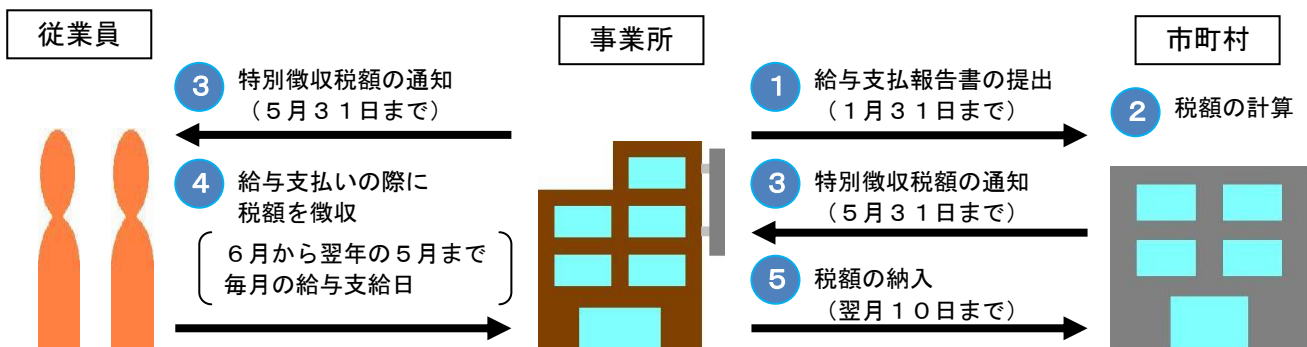 従業員
事業所
市町村
③ 特別徴収税額の通知
（５月３１日まで）
④ 給与支払いの際に
税額を徴収
６月から翌年の５月まで
毎月の給与支給日
① 給与支払報告書の提出
（１月３１日まで）
② 税額の計算
③ 特別徴収税額の通知
（５月３１日まで）
⑤ 税額の納入
（翌月１０日まで）